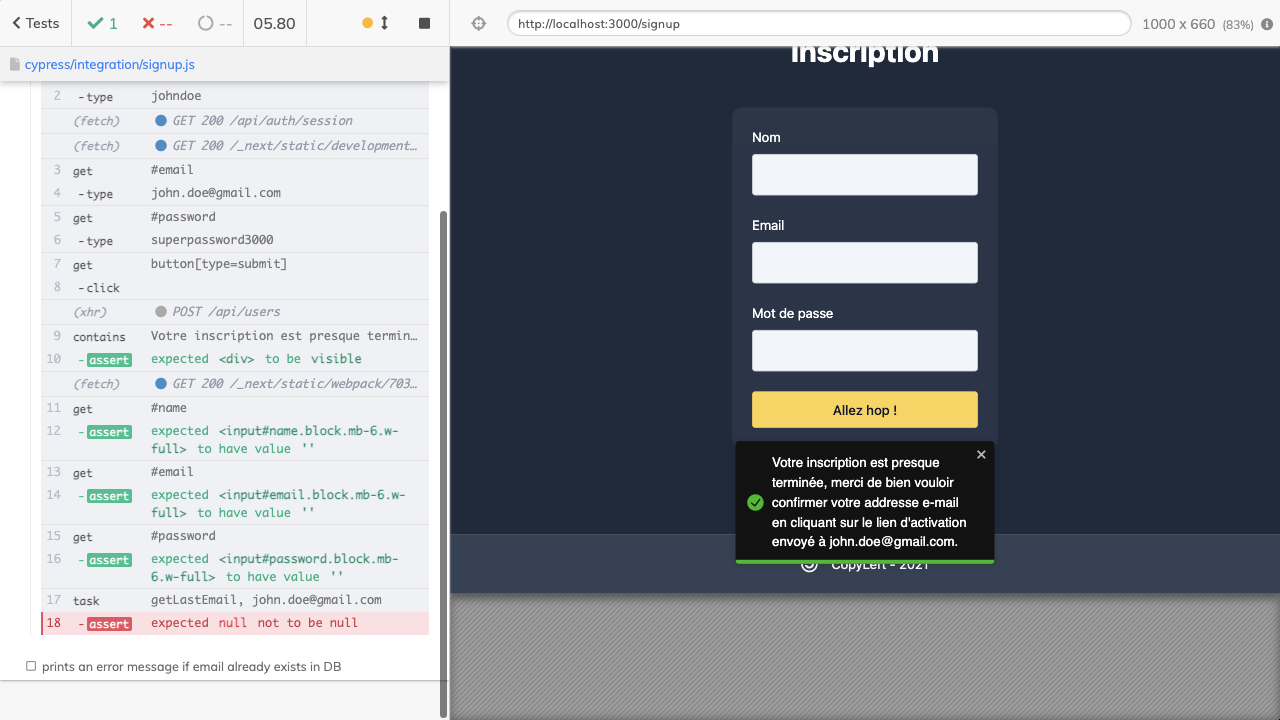 Tests
1
--
--
05.80
http://localhost:3000/signup
1000 x 660 (83%)
cypress/integration/signup.js
2 -type johndoe
(fetch) GET 200 /api/auth/session
(fetch) GET 200 /_next/static/development…
3 get #email
4 -type john.doe@gmail.com
5 get #password
6 -type superpassword3000
7 get button[type=submit]
8 -click
(xhr) POST /api/users
9 contains Votre inscription est presque termin…
10 -assert expected <div> to be visible
(fetch) GET 200 /_next/static/webpack/703…
11 get #name
12 -assert expected <input#name.block.mb-6.w-
full> to have value ''
13 get #email
14 -assert expected <input#email.block.mb-6.w-
full> to have value ''
15 get #password
16 -assert expected <input#password.block.mb-
6.w-full> to have value ''
17 task getLastEmail, john.doe@gmail.com
18 -assert expected null not to be null
prints an error message if email already exists in DB
Inscription
Nom
Email
Mot de passe
Allez hop !
Votre inscription est presque
terminée, merci de bien vouloir
confirmer votre addresse e-mail
en cliquant sur le lien d'activation
envoyé à john.doe@gmail.com.
CopyLeft - 2021